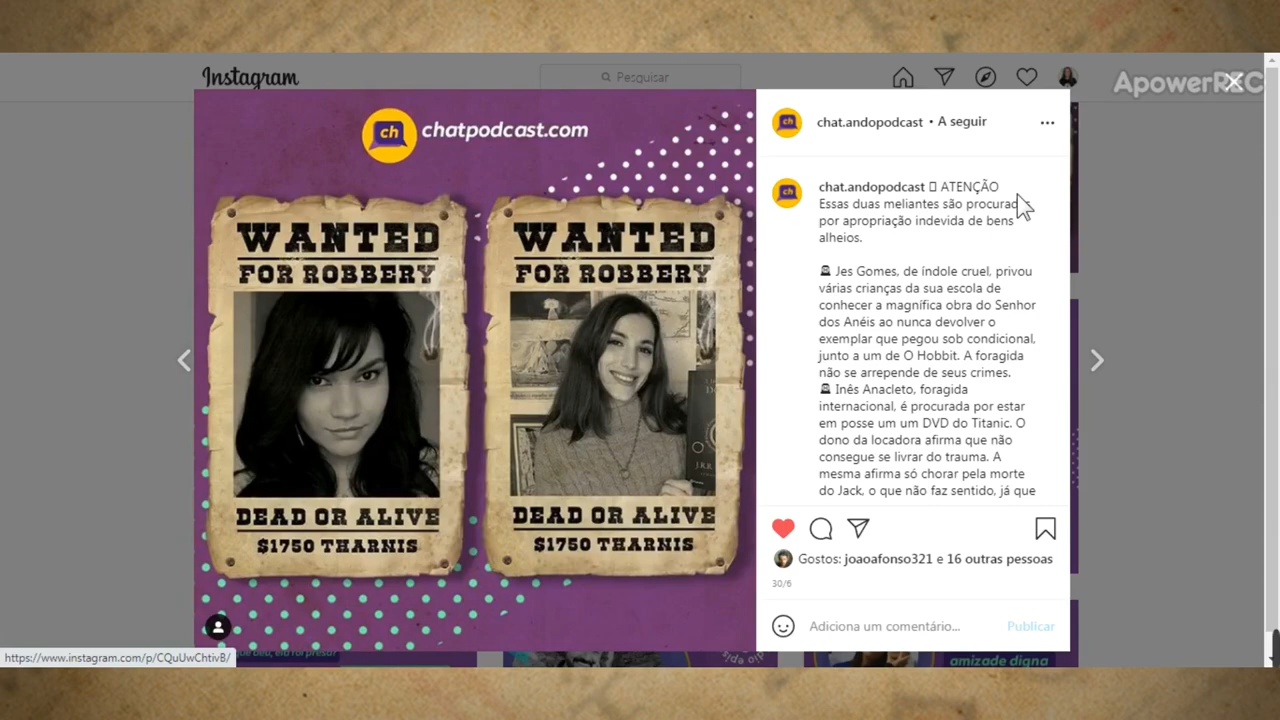 Instagram
Pesquisar
ApowerREC
ch chatpodcast.com
WANTED
FOR ROBBERY
DEAD OR ALIVE
$1750 THARNIS
WANTED
FOR ROBBERY
JRR
DEAD OR ALIVE
$1750 THARNIS
ch
chat.andopodcast • A seguir
ch
chat.andopodcast ATENÇÃO
Essas duas meliantes são
por apropriação indevida de bens
alheios.
Jes Gomes, de índole cruel, privou
várias crianças da sua escola de
conhecer a magnífica obra do Senhor
dos Anéis ao nunca devolver o
exemplar que pegou sob condicional,
junto a um de O Hobbit. A foragida
não se arrepende de seus crimes.
Inês Anacleto, foragida
internacional, é procurada por estar
em posse um um DVD do Titanic. O
dono da locadora afirma que não
consegue se livrar do trauma. A
mesma afirma só chorar pela morte
do Jack, o que não faz sentido, já que
Gostos: joaoafonso321 e 16 outras pessoas
30/6
Adiciona um comentário... Publicar
https://www.instagram.com/p/CQuUwChtivB/
amizade digna